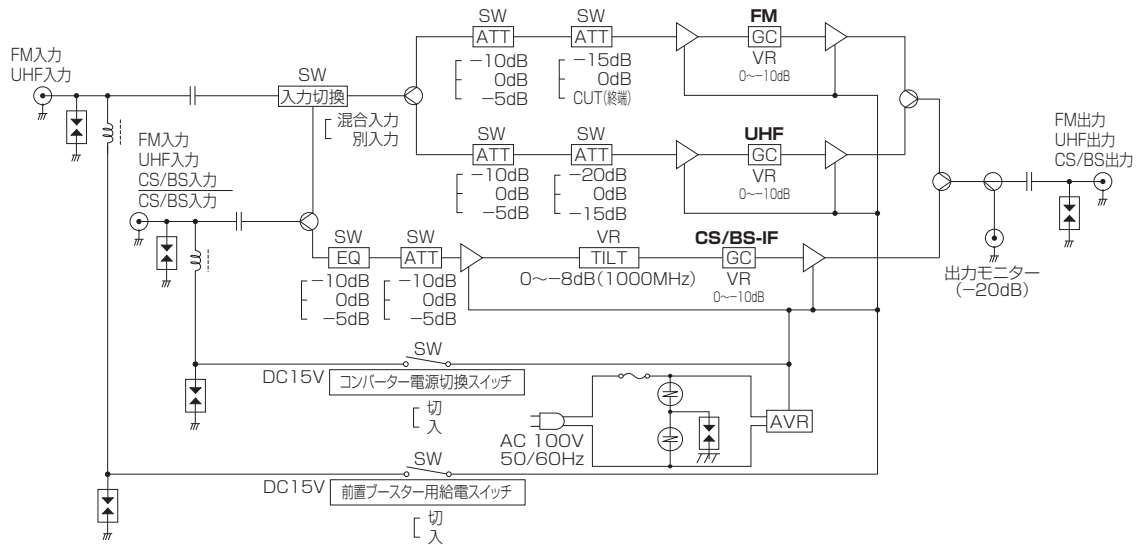 FM入力
UHF入力
SW
入力切換
混合入力
別入力
FM入力
UHF入力
CS/BS入力
CS/BS入力
SW
ATT
−10dB
0dB
−5dB
SW
ATT
−15dB
0dB
CUT(終端)
FM
GC
VR
0〜−10dB
SW
ATT
−10dB
0dB
−5dB
SW
ATT
−20dB
0dB
−15dB
UHF
GC
VR
0〜−10dB
SW
EQ
−10dB
0dB
−5dB
SW
ATT
−10dB
0dB
−5dB
VR
TILT
0〜−8dB(1000MHz)
CS/BS-IF
GC
VR
0〜−10dB
FM出力
UHF出力
CS/BS出力
出力モニター
(−20dB)
SW
DC15V
コンバーター電源切換スイッチ
切
入
AC 100V
50/60Hz
AVR
SW
DC15V
前置ブースター用給電スイッチ
切
入